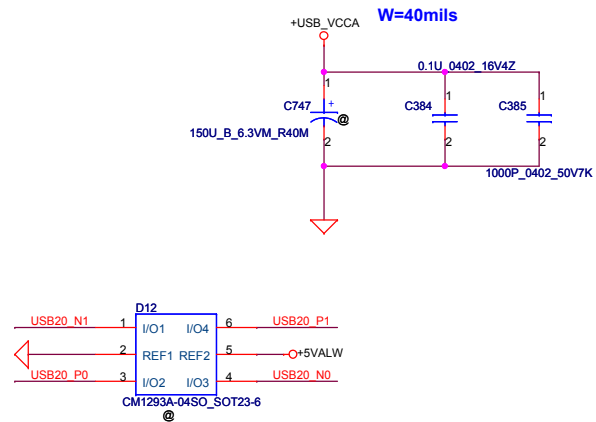 W=40mils
+USB_VCCA
0.1U_0402_16V4Z
1
1
1
C747
+
@
C384
C385
150U_B_6.3VM_R40M
2
2
2
1000P_0402_50V7K
D12
USB20_N1
1
I/O1
I/O4
6
USB20_P1
2
REF1
REF2
5
+5VALW
USB20_P0
3
I/O2
I/O3
4
USB20_N0
CM1293A-04SO_SOT23-6
@